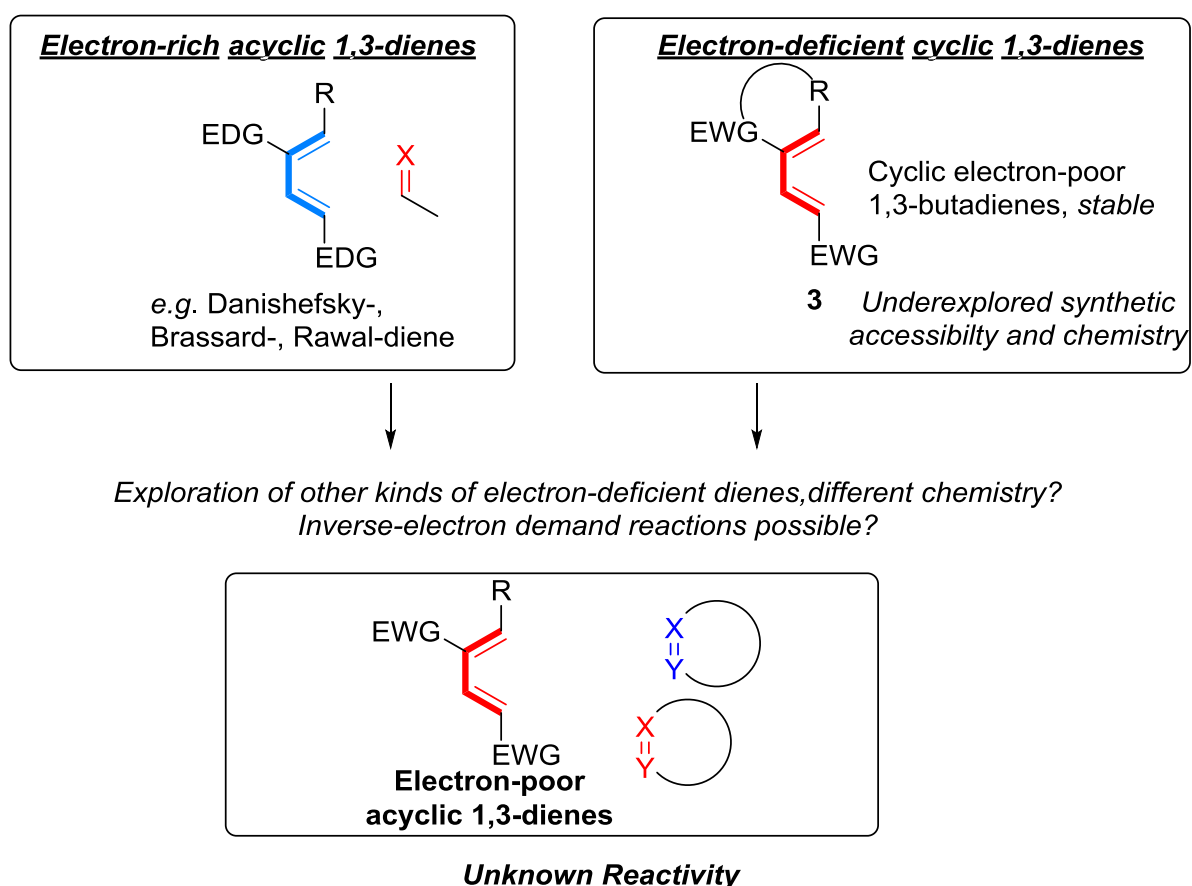 Electron-rich acyclic 1,3-dienes
R
EDG
X
EDG
e.g. Danishefsky-,
Brassard-, Rawal-diene
Electron-deficient cyclic 1,3-dienes
R
EWG
Cyclic electron-poor
1,3-butadienes, stable
EWG
3
Underexplored synthetic
accessibilty and chemistry
Exploration of other kinds of electron-deficient dienes,different chemistry?
Inverse-electron demand reactions possible?
R
EWG
X
Y
X
Y
EWG
Electron-poor
acyclic 1,3-dienes
Unknown Reactivity